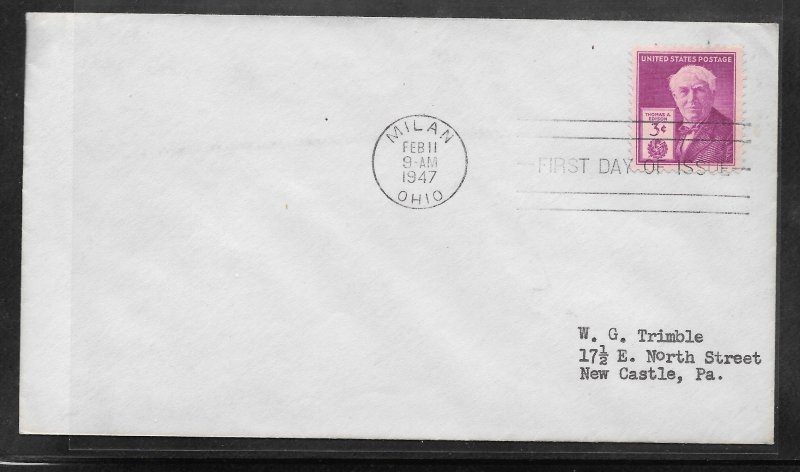 UNITED STATES POSTAGE
THOMAS A.
EDISON
3¢
MILAN
FEB 11
9-AM
1947
OHIO
FIRST DAY OF ISSUE
W. G. Trimble
17½ E. North Street
New Castle, Pa.